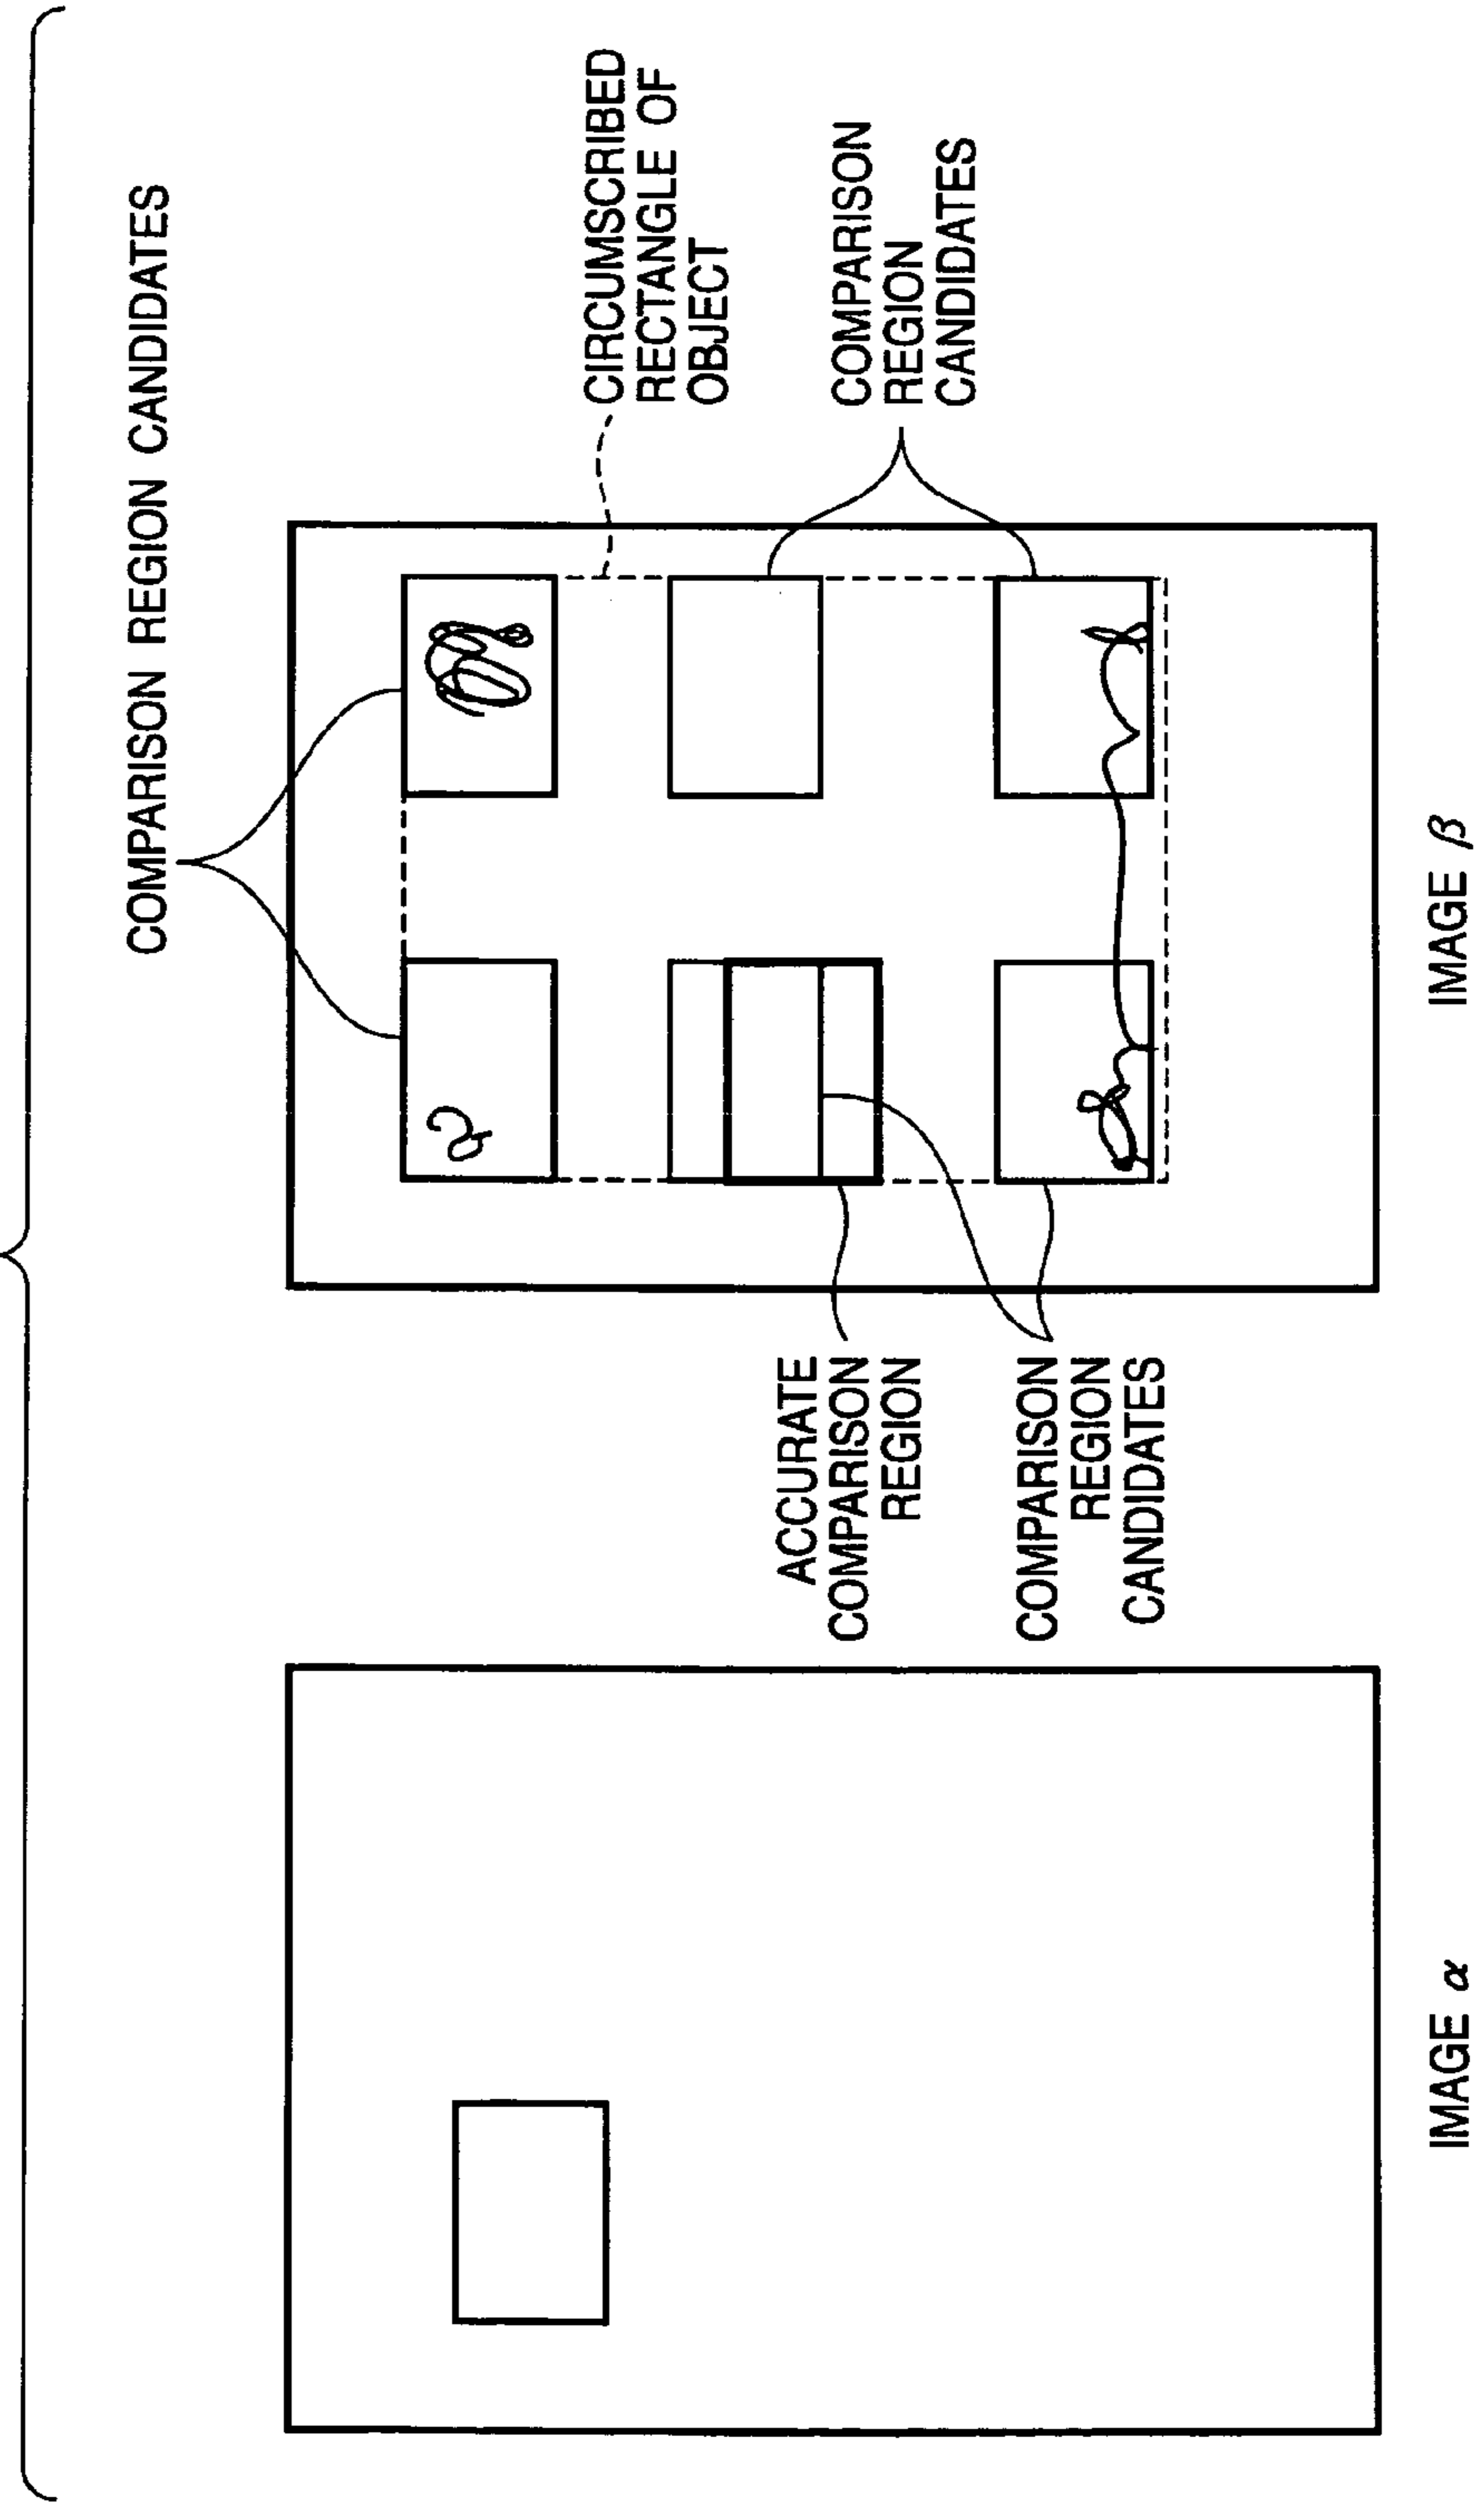 COMPARISON REGION CANDIDATES
CIRCUMSCRIBED
RECTANGLE OF
OBJECT
COMPARISON
REGION
CANDIDATES
ACCURATE
COMPARISON
REGION
COMPARISON
REGION
CANDIDATES
IMAGE α
IMAGE β